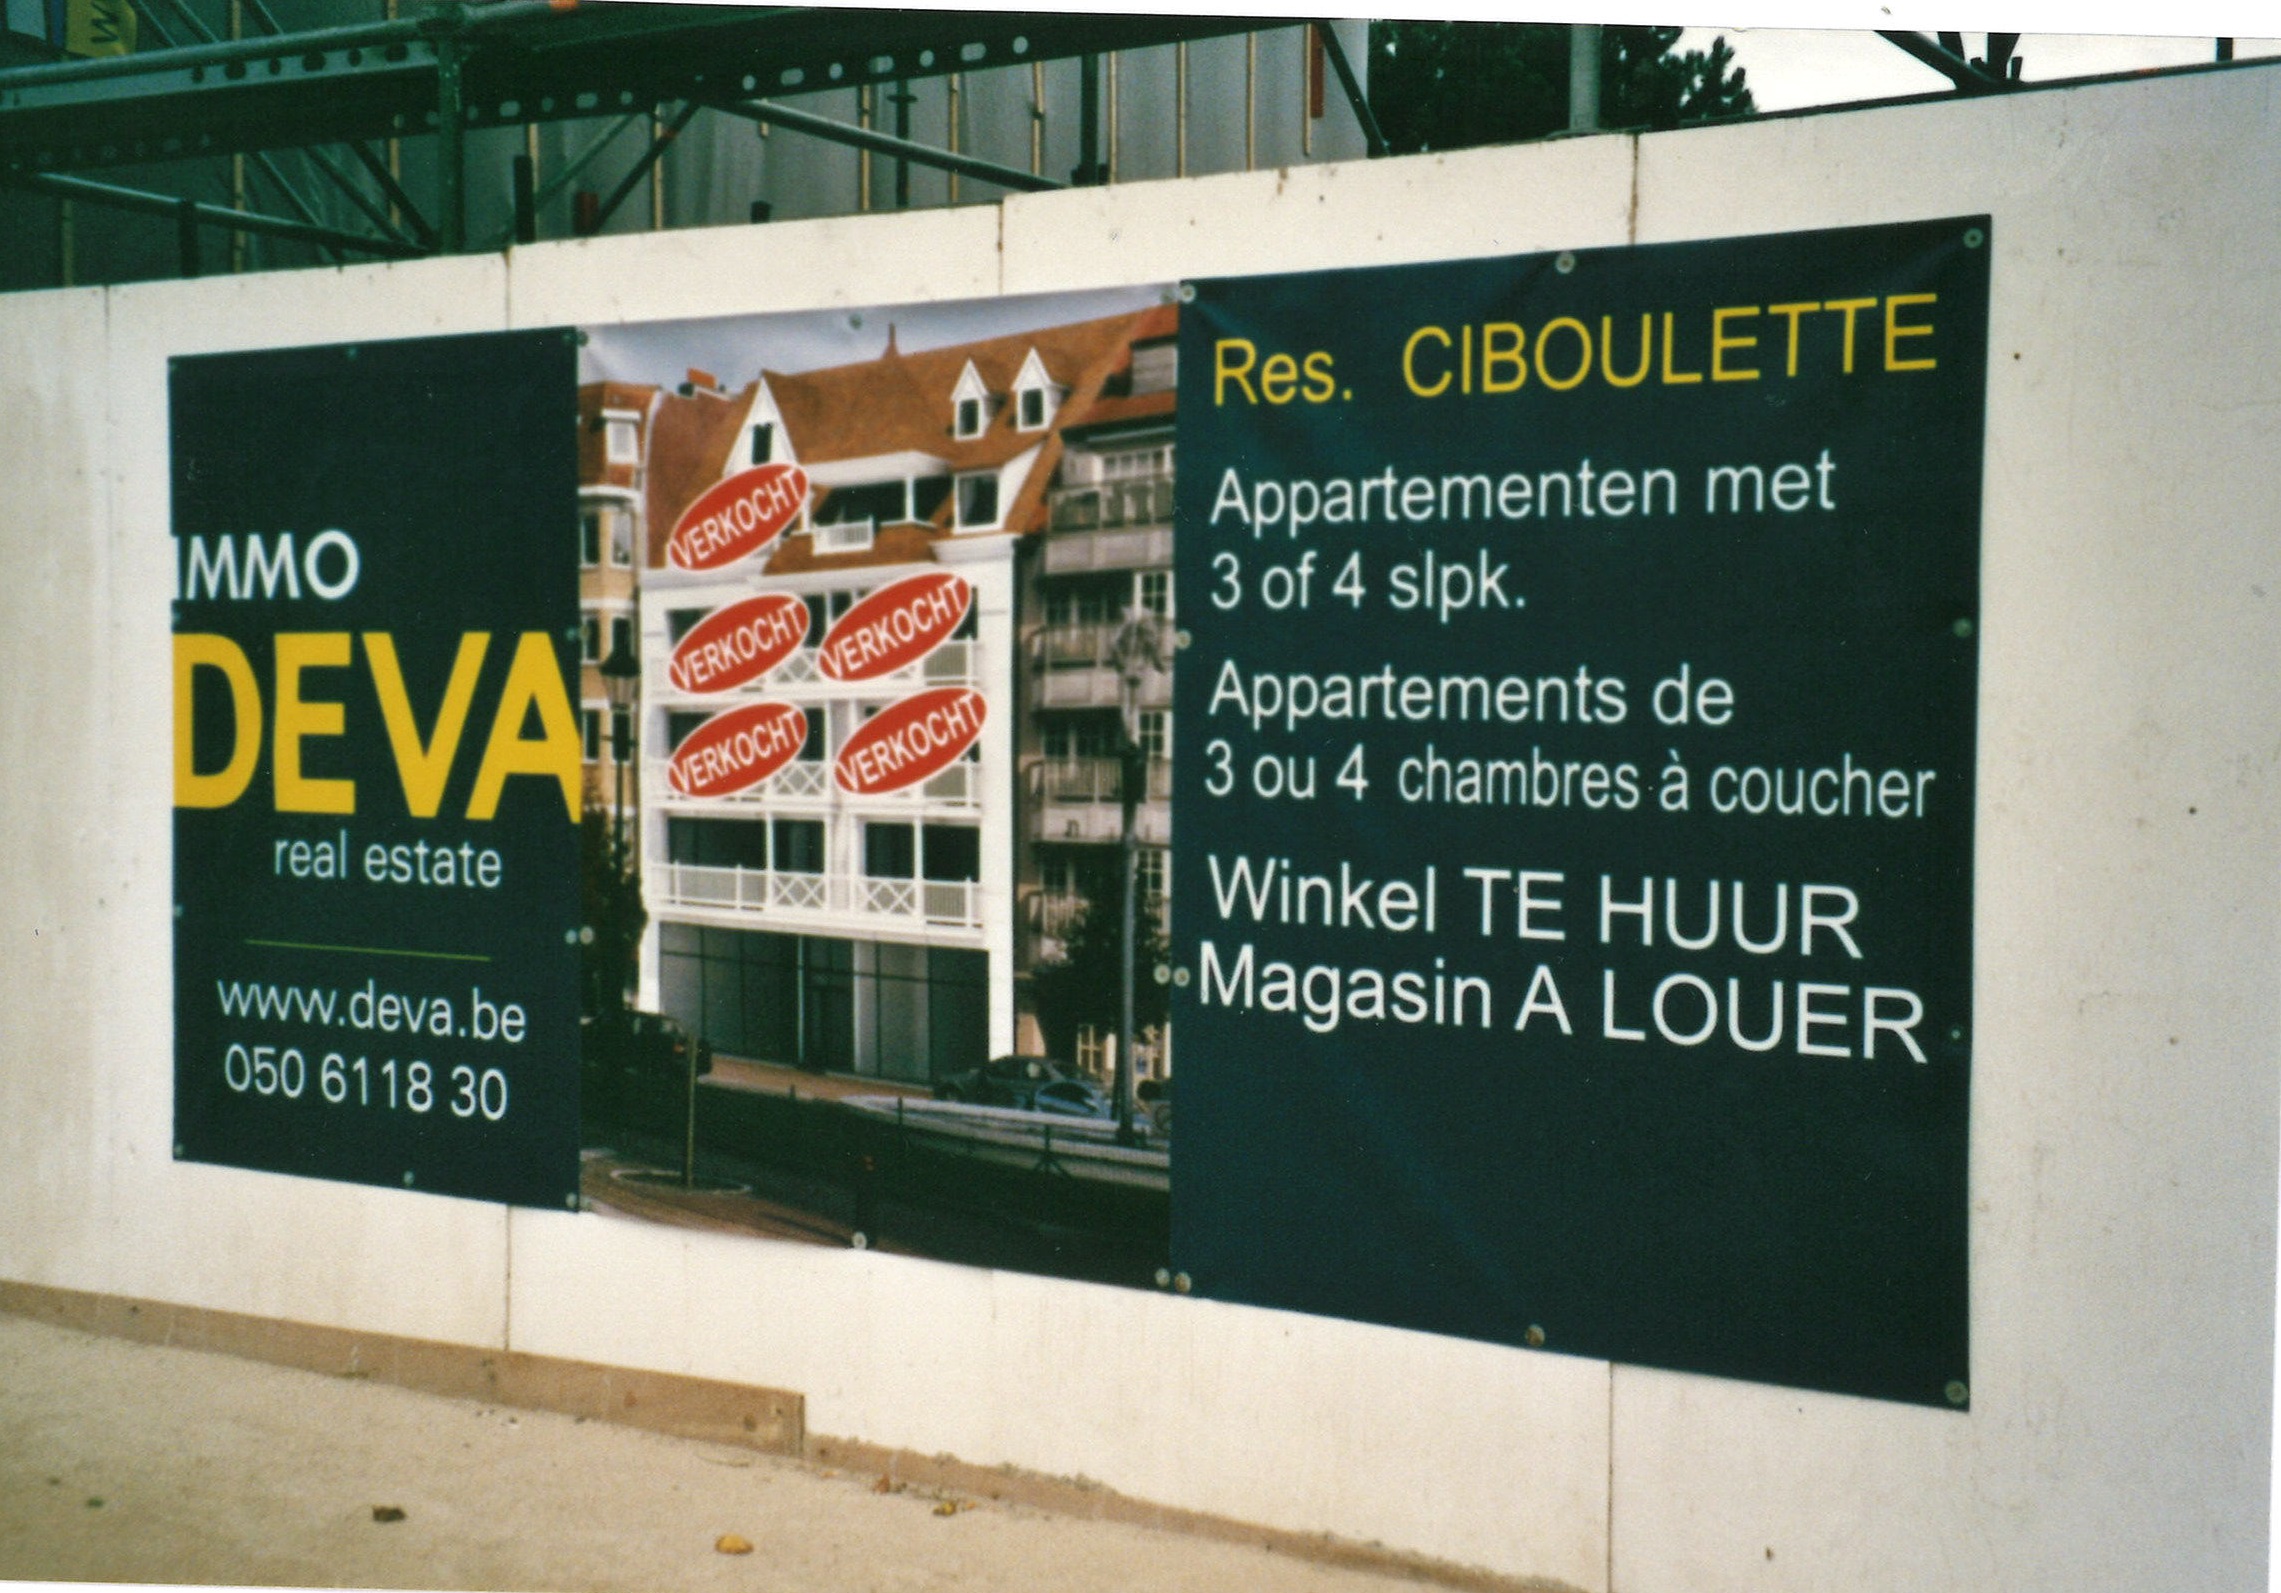 IMMO
DEVA
real estate
www.deva.be
050 6118 30
VERKOCHT
VERKOCHT
VERKOCHT
VERKOCHT
VERKOCHT
Res. CIBOULETTE
Appartementen met
3 of 4 slpk.
Appartements de
3 ou 4 chambres à coucher
Winkel TE HUUR
Magasin A LOUER